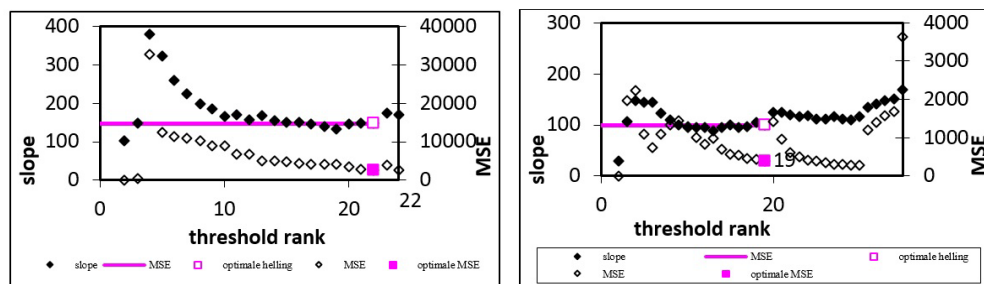 400 40000
300 30000
200 20000
100 10000
0 0
slope
MSE
0 10 20 22
threshold rank
slope MSE optimale helling MSE optimale MSE
300 4000
200 3000
2000
100 1000
0 0
slope
MSE
19
0 20
threshold rank
slope MSE optimale helling
MSE optimale MSE